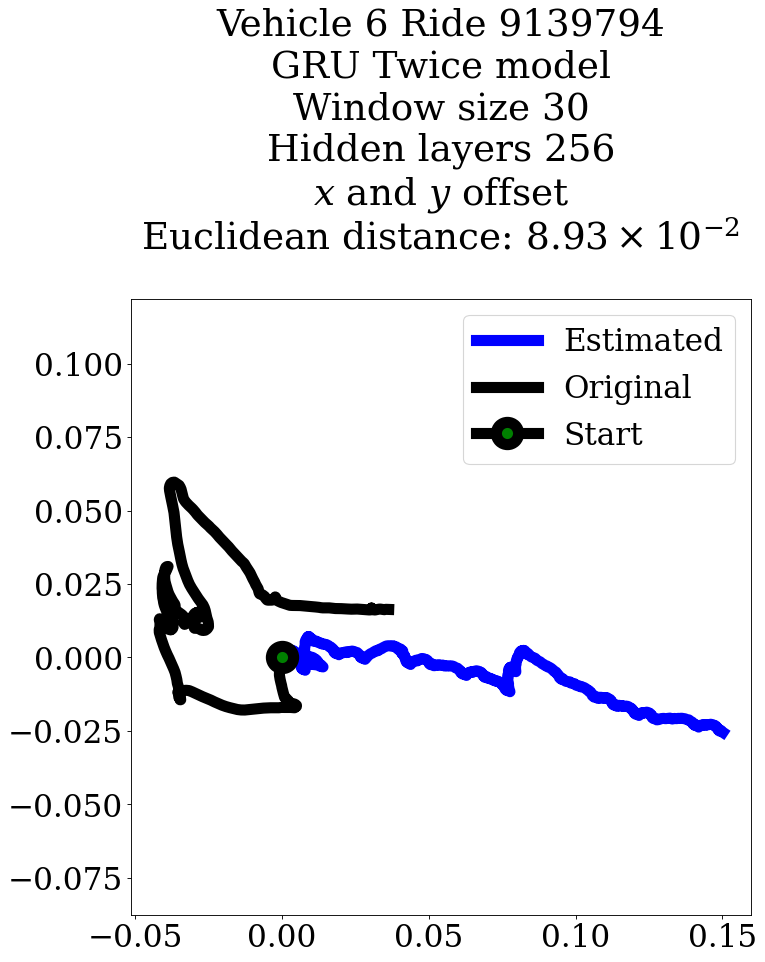 Vehicle 6 Ride 9139794
GRU Twice model
Window size 30
Hidden layers 256
x and y offset
Euclidean distance: 8.93 × 10⁻²
Estimated
Original
Start
0.100
0.075
0.050
0.025
0.000
−0.025
−0.050
−0.075
−0.05 0.00 0.05 0.10 0.15